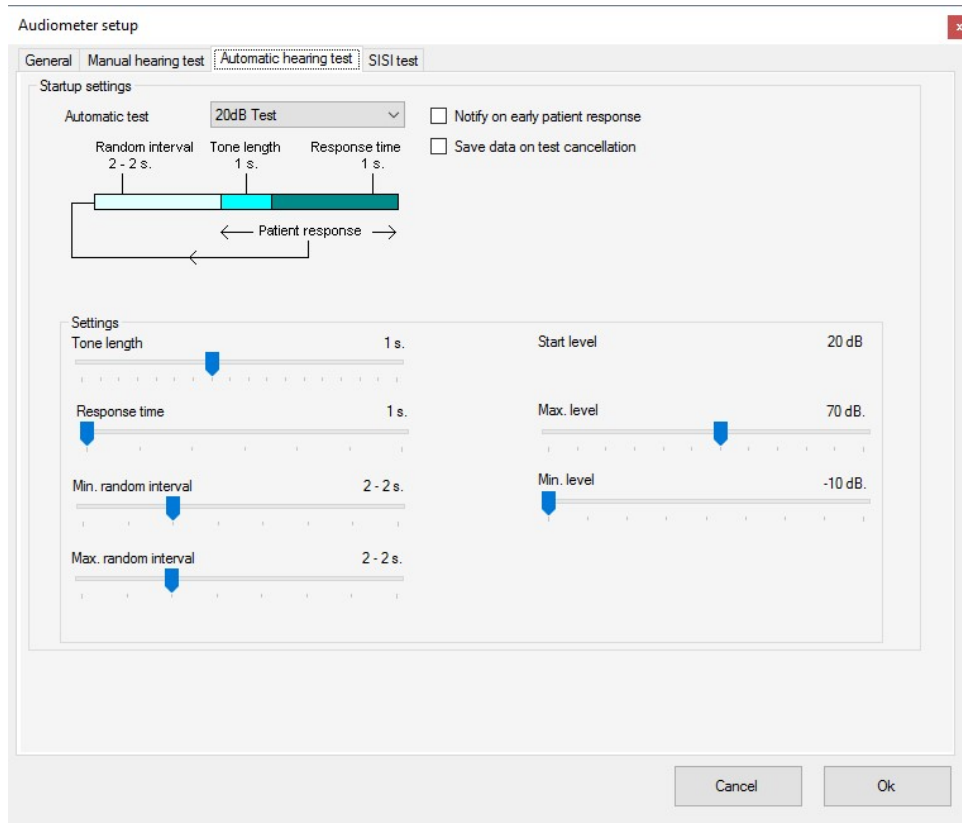 Audiometer setup
x
General Manual hearing test Automatic hearing test SISI test
Startup settings
Automatic test 20dB Test
Notify on early patient response
Save data on test cancellation
Random interval Tone length Response time
2 - 2 s. 1 s. 1 s.
Patient response
Settings
Tone length 1 s.
Response time 1 s.
Min. random interval 2 - 2 s.
Max. random interval 2 - 2 s.
Start level 20 dB
Max. level 70 dB.
Min. level -10 dB.
Cancel Ok